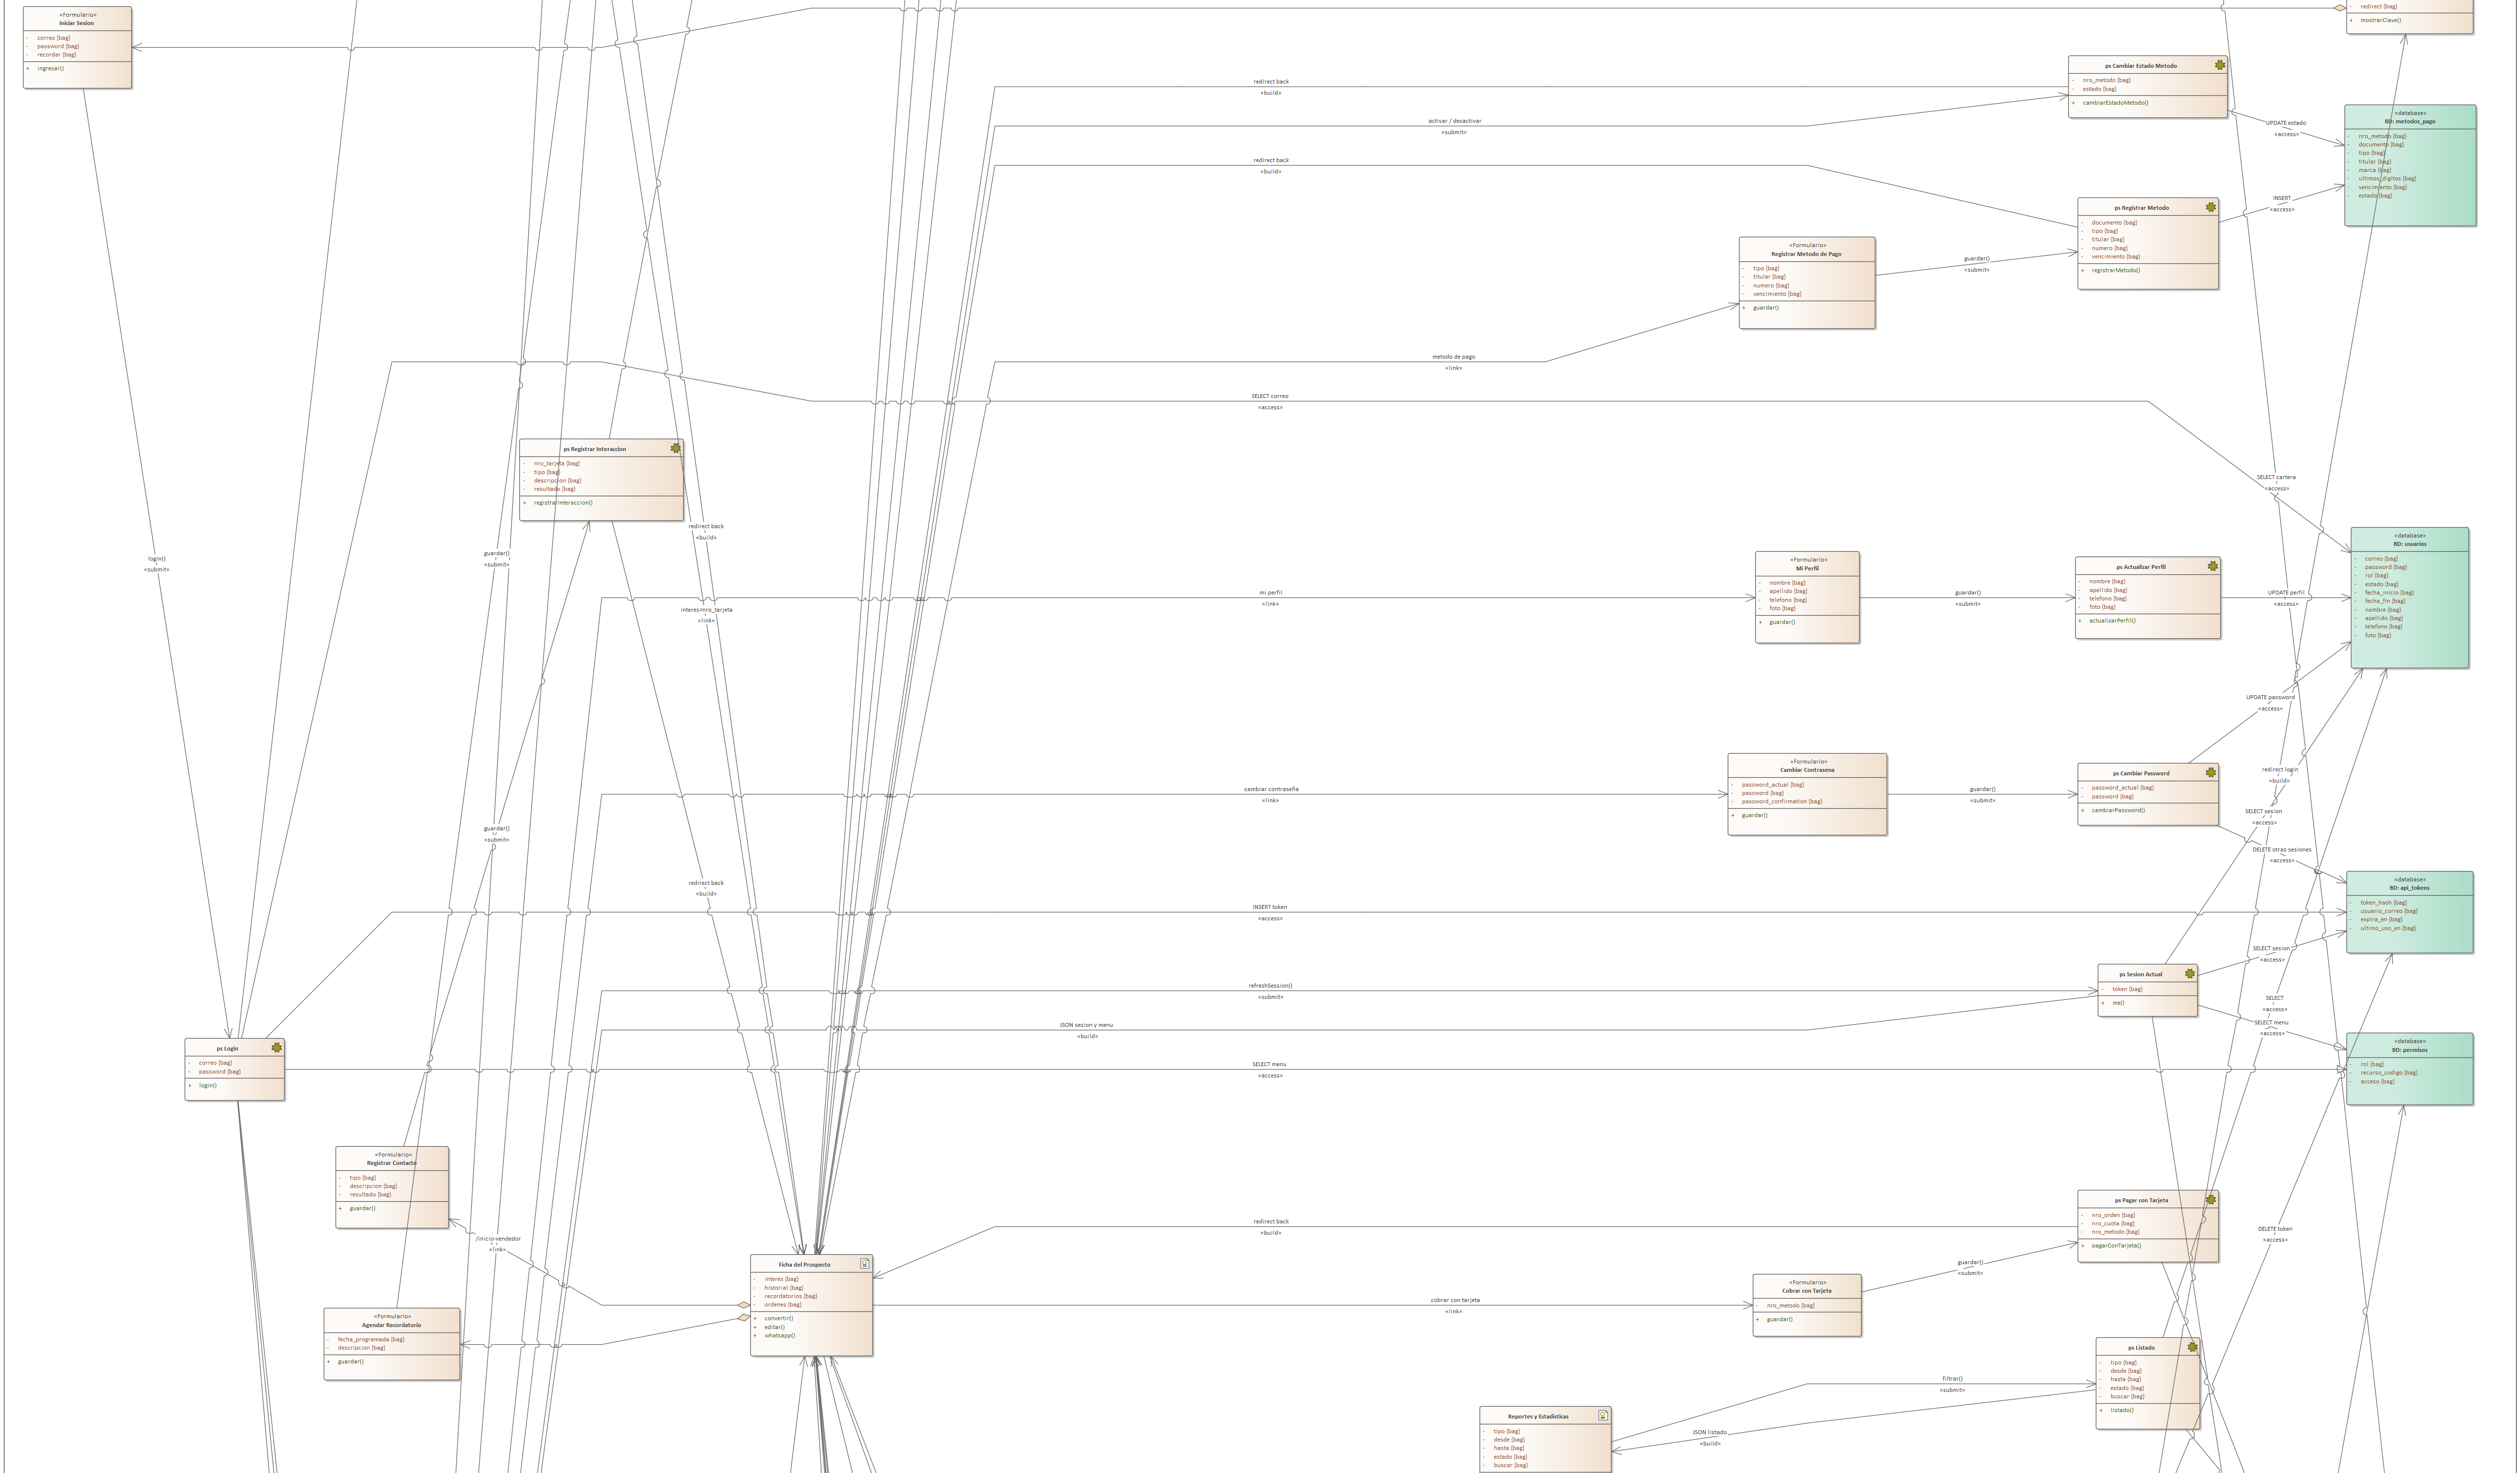 «Formulario»
Iniciar Sesion
- correo {bag}
- password {bag}
- recordar {bag}
+ ingresar()
- redirect {bag}
+ mostrarClave()
redirect back
«build»
ps Cambiar Estado Metodo
- nro_metodo {bag}
- estado {bag}
+ cambiarEstadoMetodo()
activar / desactivar
«submit»
UPDATE estado
«access»
«database»
BD: metodos_pago
- nro_metodo {bag}
- documento {bag}
- tipo {bag}
- titular {bag}
- marca {bag}
- ultimos_digitos {bag}
- vencimiento {bag}
- estado {bag}
redirect back
«build»
INSERT
«access»
ps Registrar Metodo
- documento {bag}
- tipo {bag}
- titular {bag}
- numero {bag}
- vencimiento {bag}
+ registrarMetodo()
«Formulario»
Registrar Metodo de Pago
- tipo {bag}
- titular {bag}
- numero {bag}
- vencimiento {bag}
+ guardar()
guardar()
«submit»
metodo de pago
«link»
SELECT correo
«access»
ps Registrar Interaccion
- nro_tarjeta {bag}
- tipo {bag}
- descripcion {bag}
- resultado {bag}
+ registrarInteraccion()
SELECT cartera
«access»
redirect back
«build»
login()
«submit»
guardar()
«submit»
interes=nro_tarjeta
«link»
mi perfil
«link»
«Formulario»
Mi Perfil
- nombre {bag}
- apellido {bag}
- telefono {bag}
- foto {bag}
+ guardar()
guardar()
«submit»
ps Actualizar Perfil
- nombre {bag}
- apellido {bag}
- telefono {bag}
- foto {bag}
+ actualizarPerfil()
UPDATE perfil
«access»
«database»
BD: usuarios
- correo {bag}
- password {bag}
- rol {bag}
- estado {bag}
- fecha_inicio {bag}
- fecha_fin {bag}
- nombre {bag}
- apellido {bag}
- telefono {bag}
- foto {bag}
UPDATE password
«access»
cambiar contraseña
«link»
«Formulario»
Cambiar Contrasena
- password_actual {bag}
- password {bag}
- password_confirmation {bag}
+ guardar()
guardar()
«submit»
ps Cambiar Password
- password_actual {bag}
- password {bag}
+ cambiarPassword()
redirect login
«build»
SELECT sesion
«access»
DELETE otras sesiones
«access»
guardar()
«submit»
redirect back
«build»
INSERT token
«access»
«database»
BD: api_tokens
- token_hash {bag}
- usuario_correo {bag}
- expira_en {bag}
- ultimo_uso_en {bag}
SELECT sesion
«access»
refreshSession()
«submit»
ps Sesion Actual
- token {bag}
+ me()
SELECT
«access»
JSON sesion y menu
«build»
SELECT menu
«access»
SELECT menu
«access»
ps Login
- correo {bag}
- password {bag}
+ login()
«database»
BD: permisos
- rol {bag}
- recurso_codigo {bag}
- acceso {bag}
«Formulario»
Registrar Contacto
- tipo {bag}
- descripcion {bag}
- resultado {bag}
+ guardar()
/inicio-vendedor
«link»
redirect back
«build»
ps Pagar con Tarjeta
- nro_orden {bag}
- nro_cuota {bag}
- nro_metodo {bag}
+ pagarConTarjeta()
DELETE token
«access»
Ficha del Prospecto
- interes {bag}
- historial {bag}
- recordatorios {bag}
- ordenes {bag}
+ convertir()
+ editar()
+ whatsapp()
cobrar con tarjeta
«link»
«Formulario»
Cobrar con Tarjeta
- nro_metodo {bag}
+ guardar()
guardar()
«submit»
«Formulario»
Agendar Recordatorio
- fecha_programada {bag}
- descripcion {bag}
+ guardar()
ps Listado
- tipo {bag}
- desde {bag}
- hasta {bag}
- estado {bag}
- buscar {bag}
+ listado()
filtrar()
«submit»
JSON listado
«build»
Reportes y Estadisticas
- tipo {bag}
- desde {bag}
- hasta {bag}
- estado {bag}
- buscar {bag}